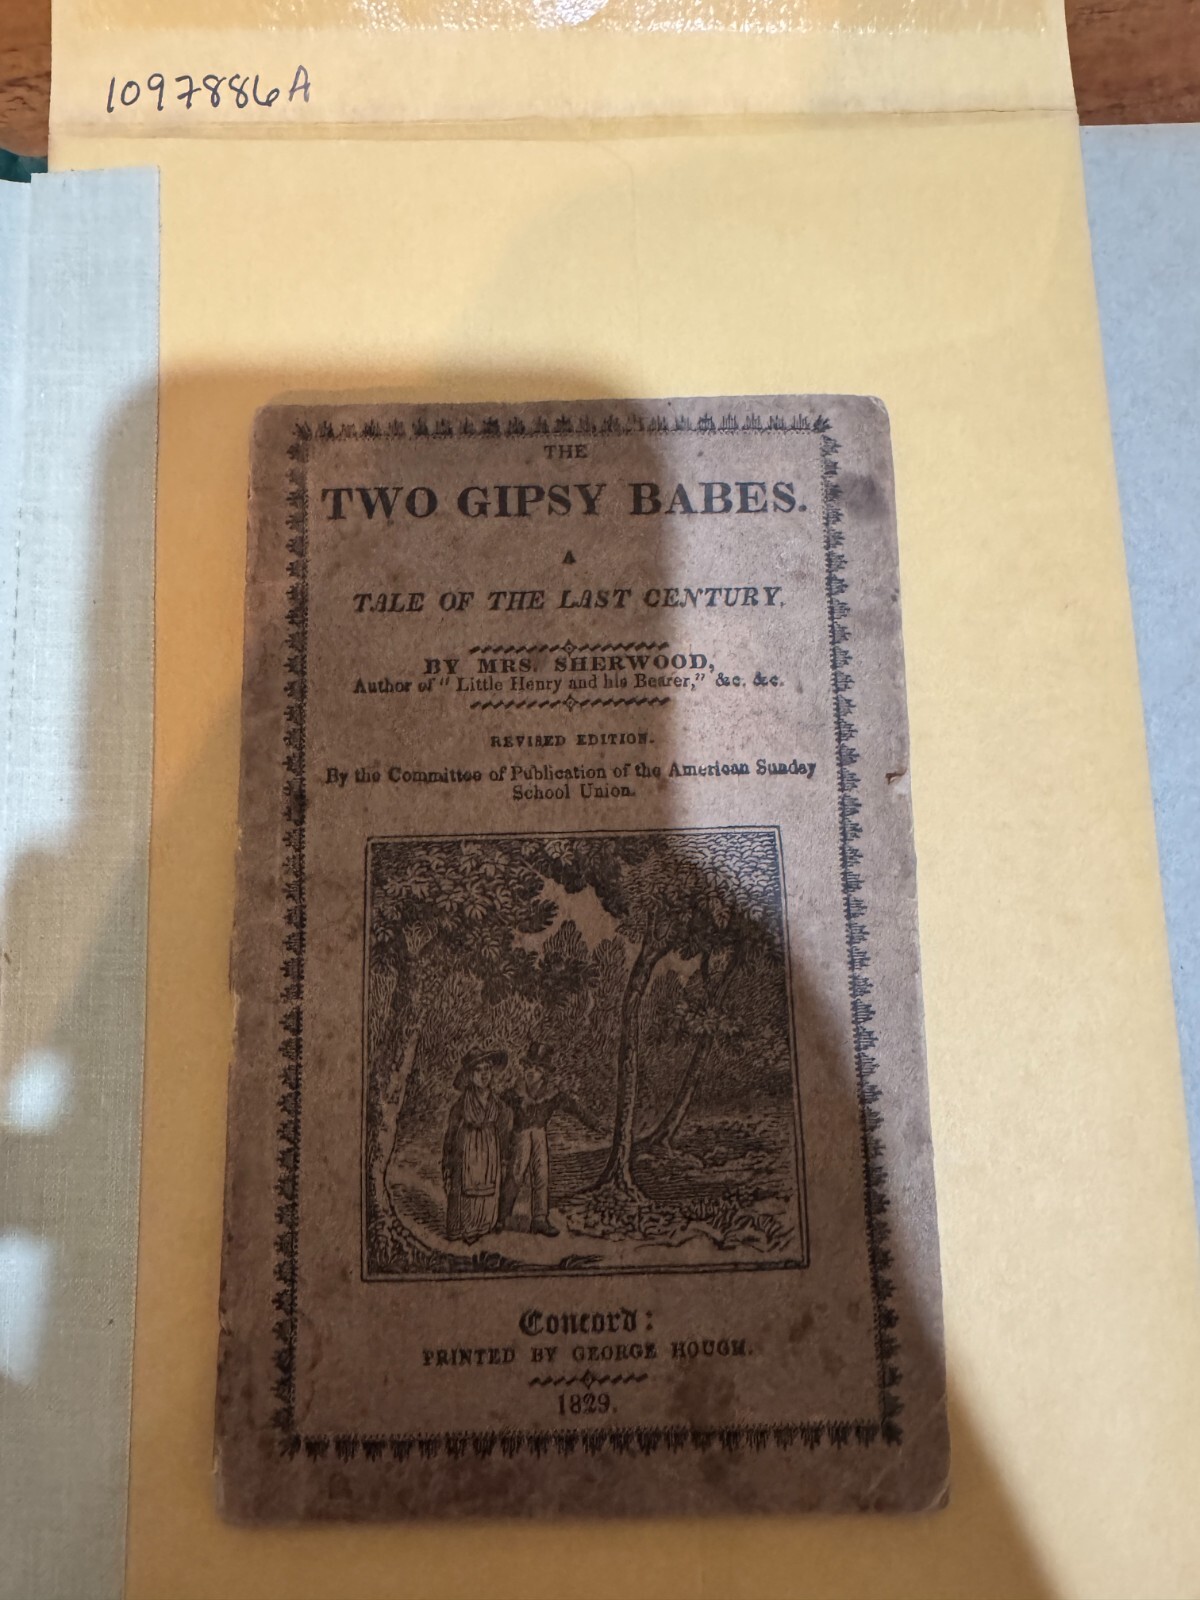 1097886A
THE
TWO GIPSY BABES.
A
TALE OF THE LAST CENTURY.
BY MRS. SHERWOOD,
Author of "Little Henry and his Bearer," &c. &c.
REVISED EDITION.
By the Committee of Publication of the American Sunday
School Union.
Concord:
PRINTED BY GEORGE HOUGH.
1829.